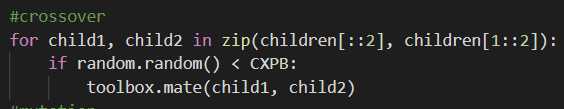 #crossover
for child1, child2 in zip(children[::2], children[1::2]):
    if random.random() < CXPB:
        toolbox.mate(child1, child2)